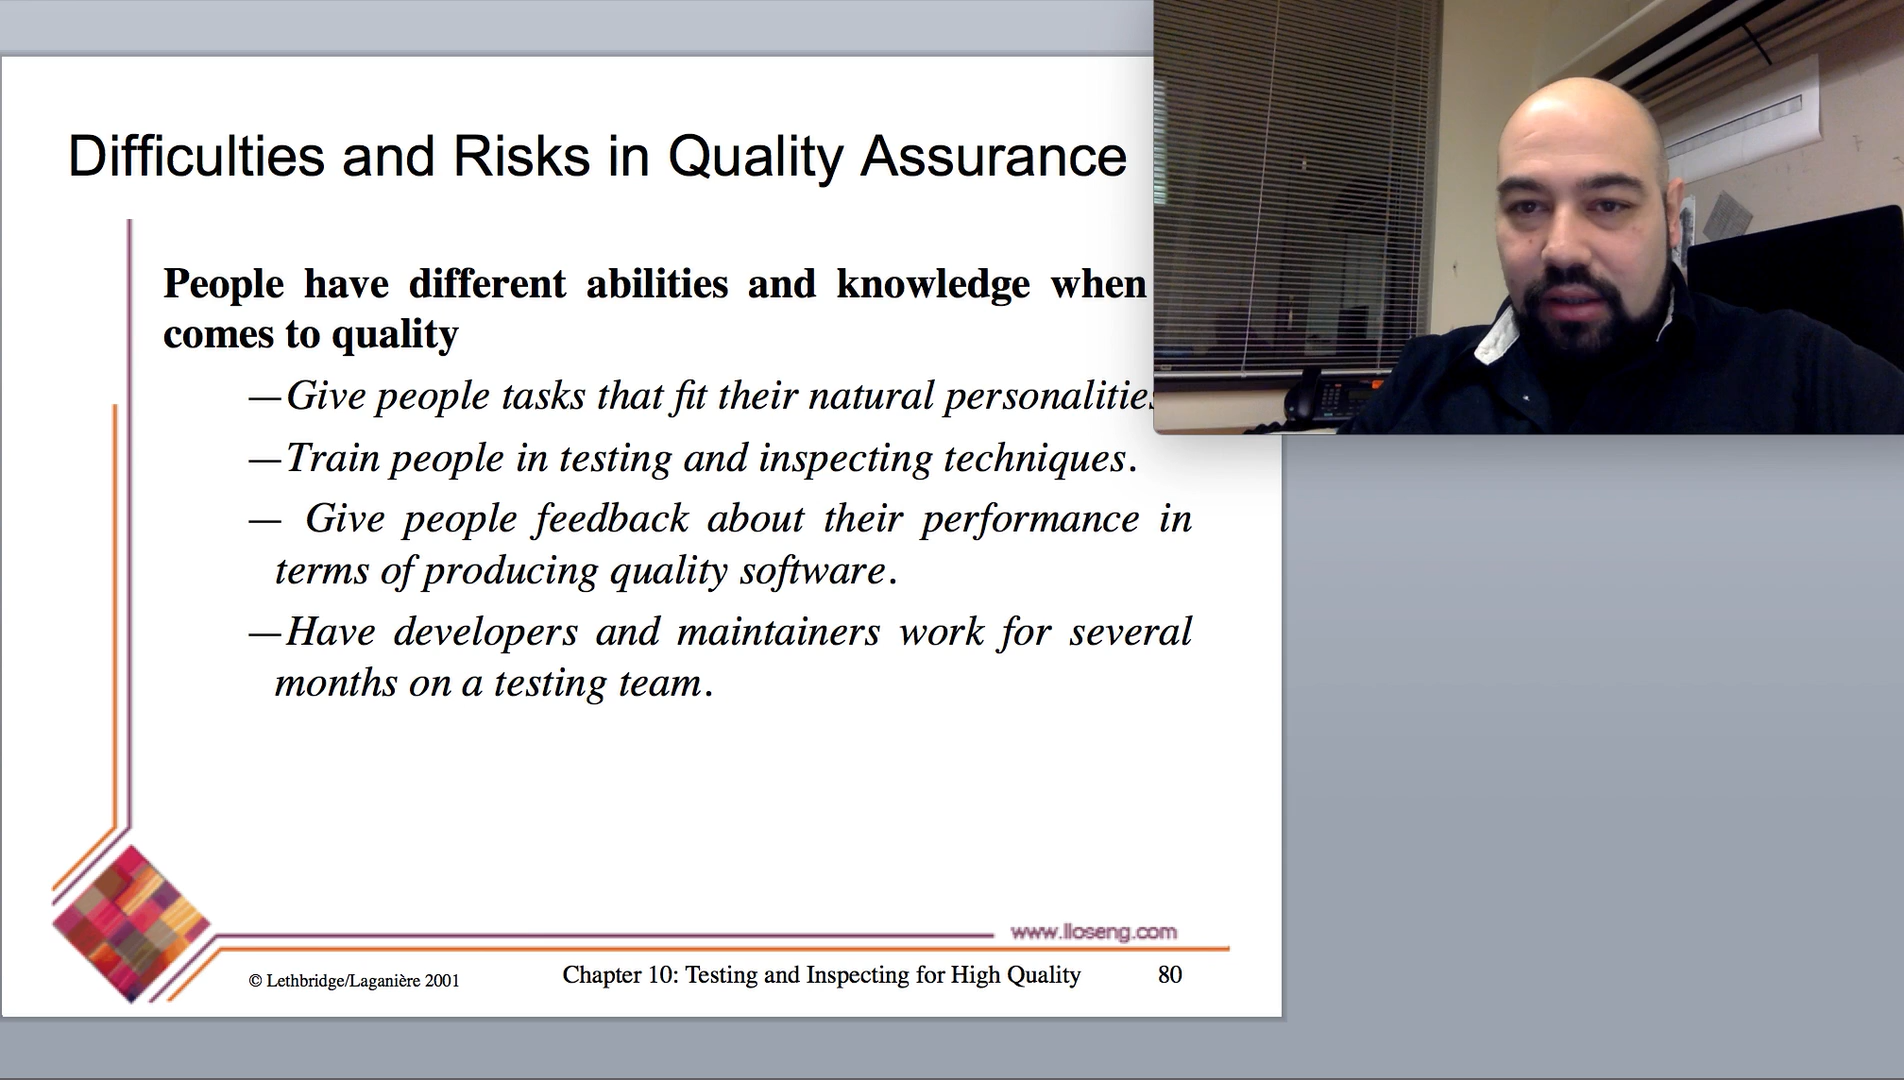 Difficulties and Risks in Quality Assurance
People have different abilities and knowledge when
comes to quality
—Give people tasks that fit their natural personalities
—Train people in testing and inspecting techniques.
— Give people feedback about their performance in
terms of producing quality software.
—Have developers and maintainers work for several
months on a testing team.
www.lloseng.com
© Lethbridge/Laganière 2001
Chapter 10: Testing and Inspecting for High Quality
80